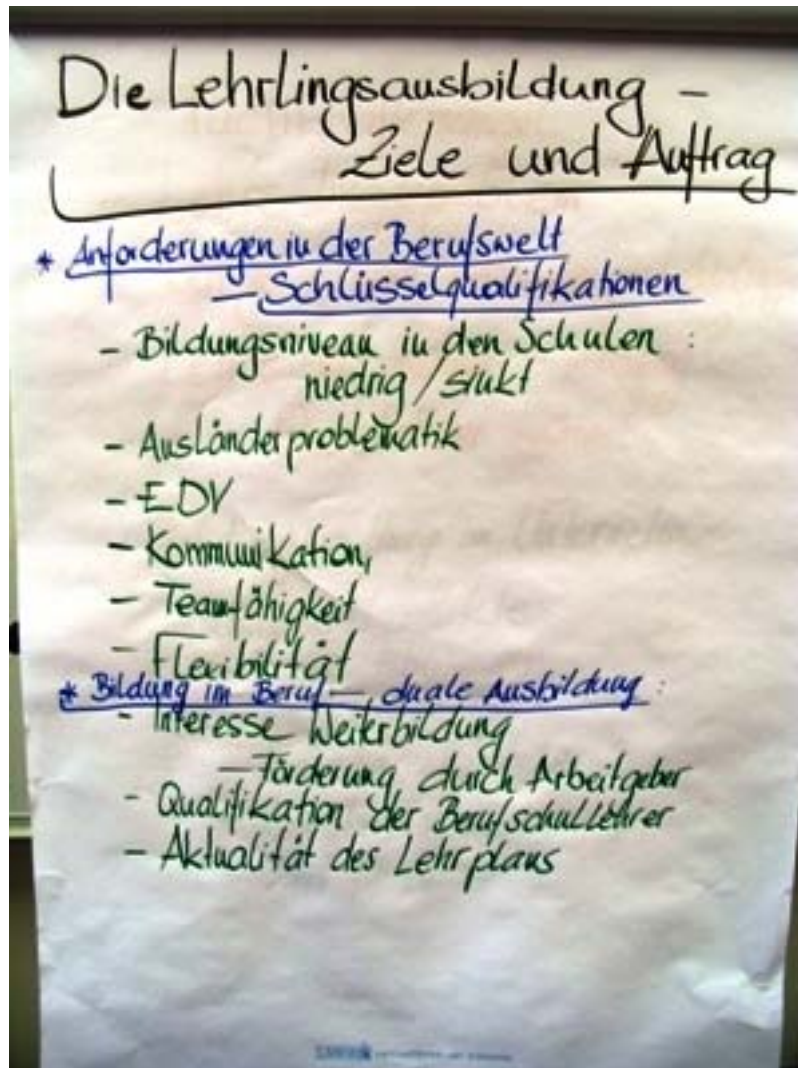 Die Lehrlingsausbildung –
Ziele und Auftrag
* Anforderungen in der Berufswelt
– Schlüsselqualifikationen
– Bildungsniveau in den Schulen :
niedrig / sinkt
– Ausländerproblematik
– EDV
– Kommunikation,
– Teamfähigkeit
– Flexibilität
* Bildung im Beruf – duale Ausbildung :
– Interesse Weiterbildung
– Förderung durch Arbeitgeber
– Qualifikation der Berufschullehrer
– Aktualität des Lehrplans